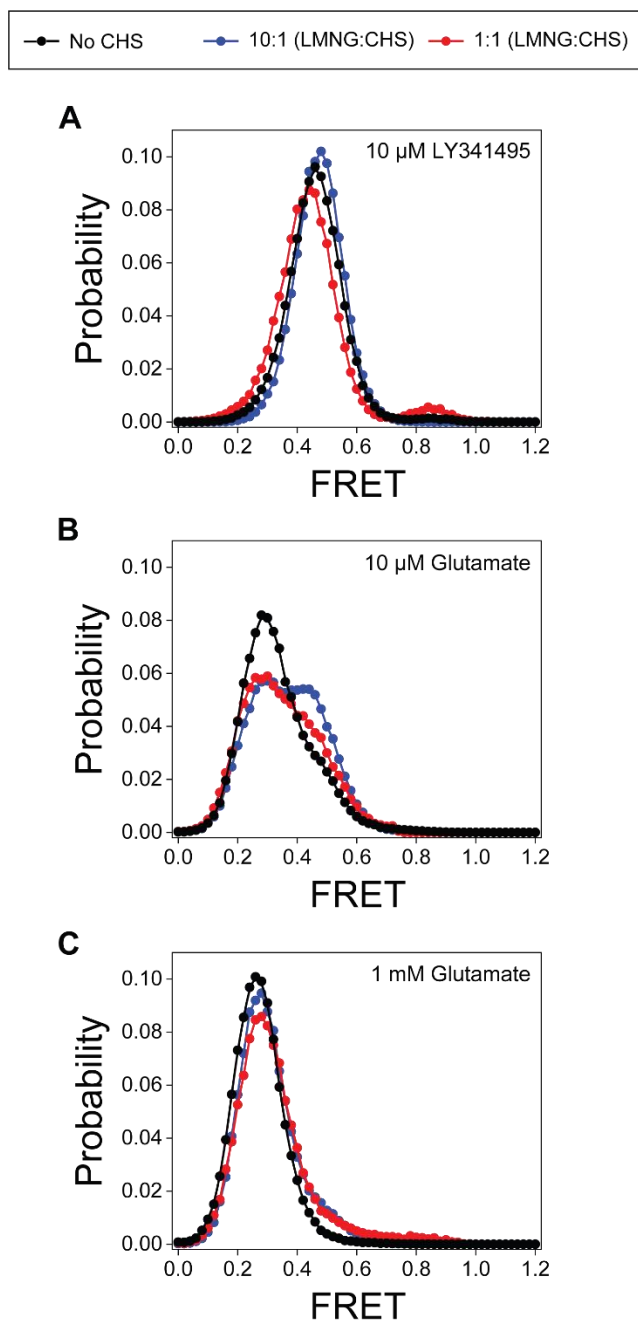 No CHS 10:1 (LMNG:CHS) 1:1 (LMNG:CHS)
A
10 µM LY341495
0.10
0.08
0.06
0.04
0.02
0.00
Probability
0.0 0.2 0.4 0.6 0.8 1.0 1.2
FRET
B
10 µM Glutamate
0.10
0.08
0.06
0.04
0.02
0.00
Probability
0.0 0.2 0.4 0.6 0.8 1.0 1.2
FRET
C
1 mM Glutamate
0.10
0.08
0.06
0.04
0.02
0.00
Probability
0.0 0.2 0.4 0.6 0.8 1.0 1.2
FRET